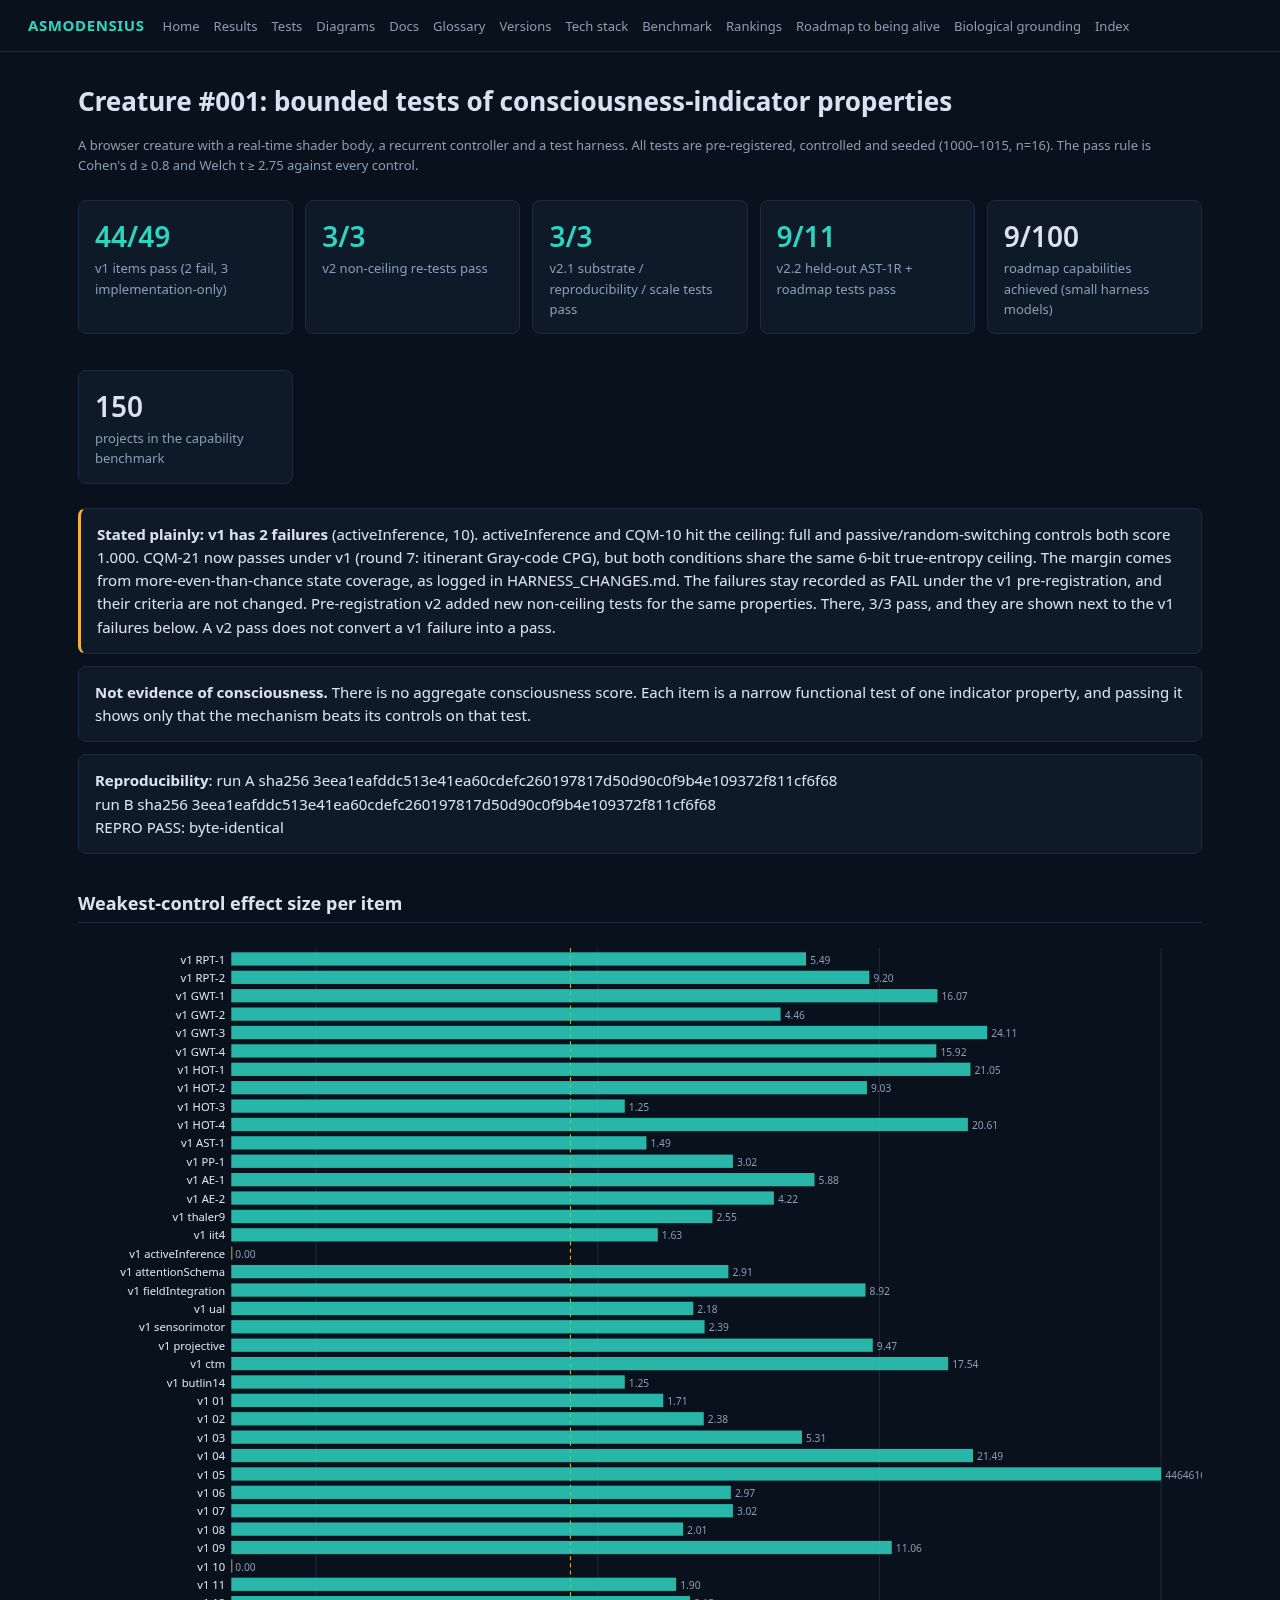 ASMODENSIUS Home Results Tests Diagrams Docs Glossary Versions Tech stack Benchmark Rankings Roadmap to being alive Biological grounding Index
Creature #001: bounded tests of consciousness-indicator properties
A browser creature with a real-time shader body, a recurrent controller and a test harness. All tests are pre-registered, controlled and seeded (1000–1015, n=16). The pass rule is
Cohen's d ≥ 0.8 and Welch t ≥ 2.75 against every control.
44/49
v1 items pass (2 fail, 3
implementation-only)
3/3
v2 non-ceiling re-tests pass
3/3
v2.1 substrate /
reproducibility / scale tests
pass
9/11
v2.2 held-out AST-1R +
roadmap tests pass
9/100
roadmap capabilities
achieved (small harness
models)
150
projects in the capability
benchmark
Stated plainly: v1 has 2 failures (activeInference, 10). activeInference and CQM-10 hit the ceiling: full and passive/random-switching controls both score
1.000. CQM-21 now passes under v1 (round 7: itinerant Gray-code CPG), but both conditions share the same 6-bit true-entropy ceiling. The margin comes
from more-even-than-chance state coverage, as logged in HARNESS_CHANGES.md. The failures stay recorded as FAIL under the v1 pre-registration, and
their criteria are not changed. Pre-registration v2 added new non-ceiling tests for the same properties. There, 3/3 pass, and they are shown next to the v1
failures below. A v2 pass does not convert a v1 failure into a pass.
Not evidence of consciousness. There is no aggregate consciousness score. Each item is a narrow functional test of one indicator property, and passing it
shows only that the mechanism beats its controls on that test.
Reproducibility: run A sha256 3eea1eafddc513e41ea60cdefc260197817d50d90c0f9b4e109372f811cf6f68
run B sha256 3eea1eafddc513e41ea60cdefc260197817d50d90c0f9b4e109372f811cf6f68
REPRO PASS: byte-identical
Weakest-control effect size per item
v1 RPT-1 5.49
v1 RPT-2 9.20
v1 GWT-1 16.07
v1 GWT-2 4.46
v1 GWT-3 24.11
v1 GWT-4 15.92
v1 HOT-1 21.05
v1 HOT-2 9.03
v1 HOT-3 1.25
v1 HOT-4 20.61
v1 AST-1 1.49
v1 PP-1 3.02
v1 AE-1 5.88
v1 AE-2 4.22
v1 thaler9 2.55
v1 iit4 1.63
v1 activeInference 0.00
v1 attentionSchema 2.91
v1 fieldIntegration 8.92
v1 ual 2.18
v1 sensorimotor 2.39
v1 projective 9.47
v1 ctm 17.54
v1 butlin14 1.25
v1 01 1.71
v1 02 2.38
v1 03 5.31
v1 04 21.49
v1 05 446461
v1 06 2.97
v1 07 3.02
v1 08 2.01
v1 09 11.06
v1 10 0.00
v1 11 1.90